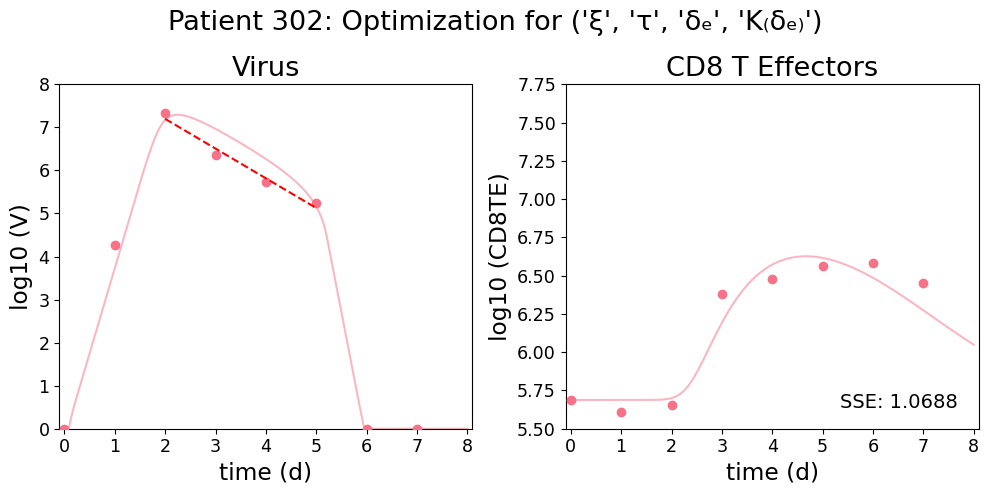 Patient 302: Optimization for ('ξ', 'τ', 'δₑ', 'K₍δₑ₎')
Virus
CD8 T Effectors
log10 (V)
8
7
6
5
4
3
2
1
0
0 1 2 3 4 5 6 7 8
time (d)
log10 (CD8TE)
7.75
7.50
7.25
7.00
6.75
6.50
6.25
6.00
5.75
5.50
SSE: 1.0688
0 1 2 3 4 5 6 7 8
time (d)